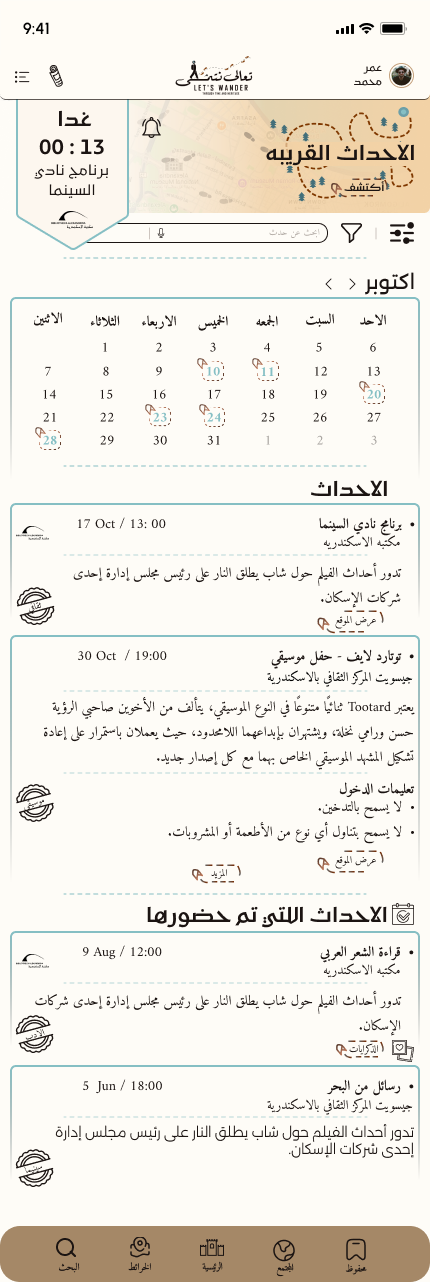 9:41
عمر
محمد
تعالى نتمشى
LET'S WANDER
غدا
00 : 13
برنامج نادي
السينما
الاحداث القريبه
أكتشف
ابحث عن حدث
اكتوبر
الاحد السبت الجمعه الخميس الاربعاء الثلاثاء الاثنين
6 5 4 3 2 1
13 12 11 10 9 8 7
20 19 18 17 16 15 14
27 26 25 24 23 22 21
3 2 1 31 30 29 28
الاحداث
• برنامج نادي السينما 17 Oct / 13: 00
مكتبه الاسكندريه
تدور أحداث الفيلم حول شاب يطلق النار على رئيس مجلس إدارة إحدى
شركات الإسكان.
عرض الموقع
• توتارد لايف - حفل موسيقي 30 Oct / 19:00
جيسويت المركز الثقافي بالاسكندرية
يعتبر Tootard ثنائيًا متنوعًا في النوع الموسيقي، يتألف من الأخوين صاحبي الرؤية
حسن ورامي نخلة، ويشتهران بإبداعهما اللامحدود، حيث يعملان باستمرار على إعادة
تشكيل المشهد الموسيقي الخاص بهما مع كل إصدار جديد.
تعليمات الدخول
• لا يسمح بالتدخين.
• لا يسمح بتناول أي نوع من الأطعمة أو المشروبات.
عرض الموقع
المزيد
الاحداث اللتي تم حضورها
• قراءة الشعر العربي 9 Aug / 12:00
مكتبه الاسكندريه
تدور أحداث الفيلم حول شاب يطلق النار على رئيس مجلس إدارة إحدى شركات
الإسكان.
الذكرايات
• رسائل من البحر 5 Jun / 18:00
جيسويت المركز الثقافي بالاسكندرية
تدور أحداث الفيلم حول شاب يطلق النار على رئيس مجلس إدارة
إحدى شركات الإسكان.
محفوظ المجتمع الرئيسية الخرائط البحث